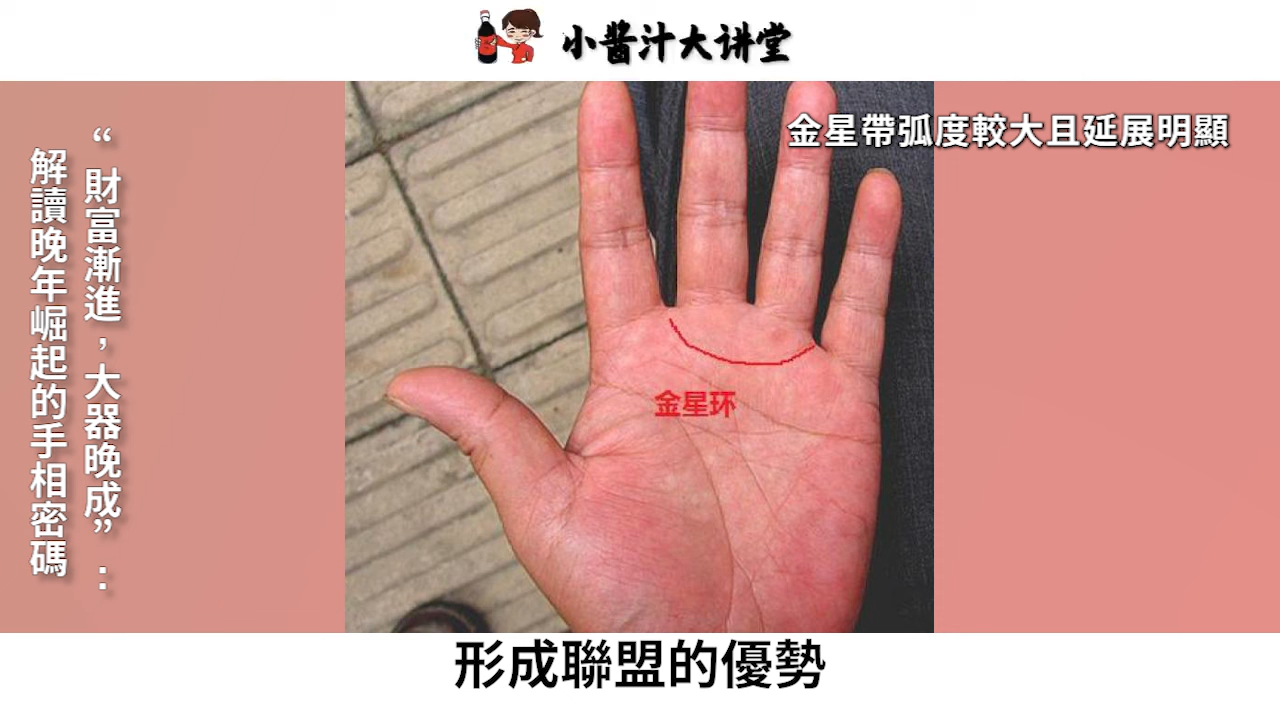 小酱汁大讲堂
金星帶弧度較大且延展明顯
“財富漸進，大器晚成”：
解讀晚年崛起的手相密碼
金星环
形成聯盟的優勢